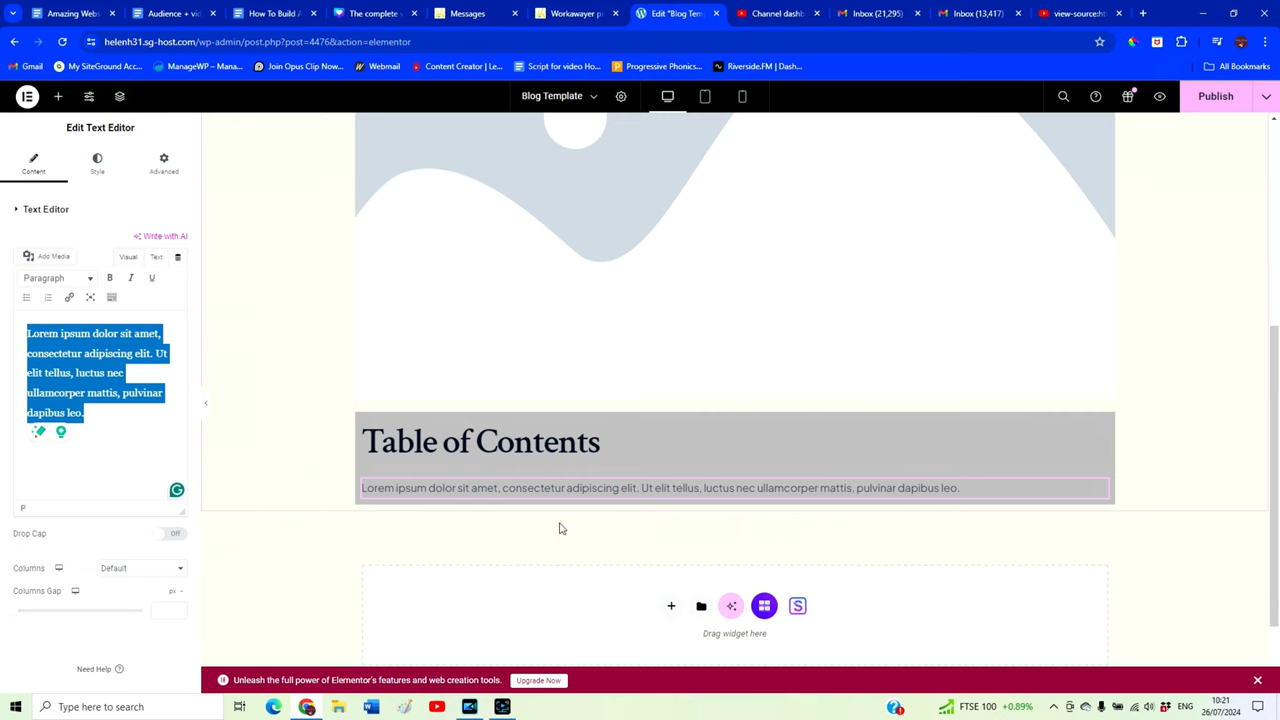 Amazing Webs
Audience + vid
How To Build A
The complete v
Messages
Workawayer pr
Edit "Blog Temp
Channel dashb
Inbox (21,295)
Inbox (13,417)
view-source:ht
helenh31.sg-host.com/wp-admin/post.php?post=4476&action=elementor
Gmail
My SiteGround Acc...
ManageWP – Mana...
Join Opus Clip Now...
Webmail
Content Creator | Le...
Script for video Ho...
Progressive Phonics...
Riverside.FM | Dash...
All Bookmarks
Blog Template
Publish
Edit Text Editor
Content
Style
Advanced
Text Editor
Write with AI
Add Media
Visual
Text
Paragraph
B
I
U
Lorem ipsum dolor sit amet,
consectetur adipiscing elit. Ut
elit tellus, luctus nec
ullamcorper mattis, pulvinar
dapibus leo.
P
Drop Cap
Off
Columns
Default
Columns Gap
px
Need Help
Table of Contents
Lorem ipsum dolor sit amet, consectetur adipiscing elit. Ut elit tellus, luctus nec ullamcorper mattis, pulvinar dapibus leo.
Drag widget here
Unleash the full power of Elementor's features and web creation tools.
Upgrade Now
Type here to search
FTSE 100 +0.89%
ENG
10:21
26/07/2024